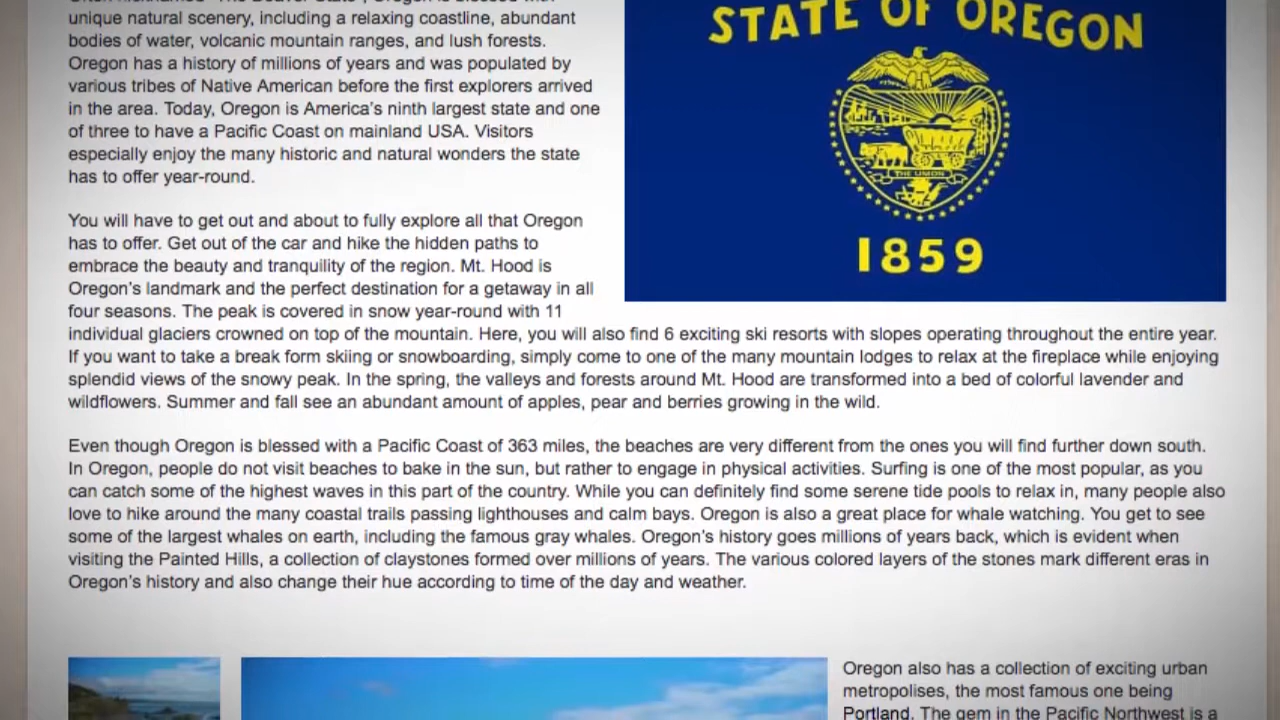 unique natural scenery, including a relaxing coastline, abundant
bodies of water, volcanic mountain ranges, and lush forests.
Oregon has a history of millions of years and was populated by
various tribes of Native American before the first explorers arrived
in the area. Today, Oregon is America's ninth largest state and one
of three to have a Pacific Coast on mainland USA. Visitors
especially enjoy the many historic and natural wonders the state
has to offer year-round.
STATE OF OREGON
THE UNION
1859
You will have to get out and about to fully explore all that Oregon
has to offer. Get out of the car and hike the hidden paths to
embrace the beauty and tranquility of the region. Mt. Hood is
Oregon's landmark and the perfect destination for a getaway in all
four seasons. The peak is covered in snow year-round with 11
individual glaciers crowned on top of the mountain. Here, you will also find 6 exciting ski resorts with slopes operating throughout the entire year.
If you want to take a break form skiing or snowboarding, simply come to one of the many mountain lodges to relax at the fireplace while enjoying
splendid views of the snowy peak. In the spring, the valleys and forests around Mt. Hood are transformed into a bed of colorful lavender and
wildflowers. Summer and fall see an abundant amount of apples, pear and berries growing in the wild.
Even though Oregon is blessed with a Pacific Coast of 363 miles, the beaches are very different from the ones you will find further down south.
In Oregon, people do not visit beaches to bake in the sun, but rather to engage in physical activities. Surfing is one of the most popular, as you
can catch some of the highest waves in this part of the country. While you can definitely find some serene tide pools to relax in, many people also
love to hike around the many coastal trails passing lighthouses and calm bays. Oregon is also a great place for whale watching. You get to see
some of the largest whales on earth, including the famous gray whales. Oregon's history goes millions of years back, which is evident when
visiting the Painted Hills, a collection of claystones formed over millions of years. The various colored layers of the stones mark different eras in
Oregon's history and also change their hue according to time of the day and weather.
Oregon also has a collection of exciting urban
metropolises, the most famous one being
Portland. The gem in the Pacific Northwest is a